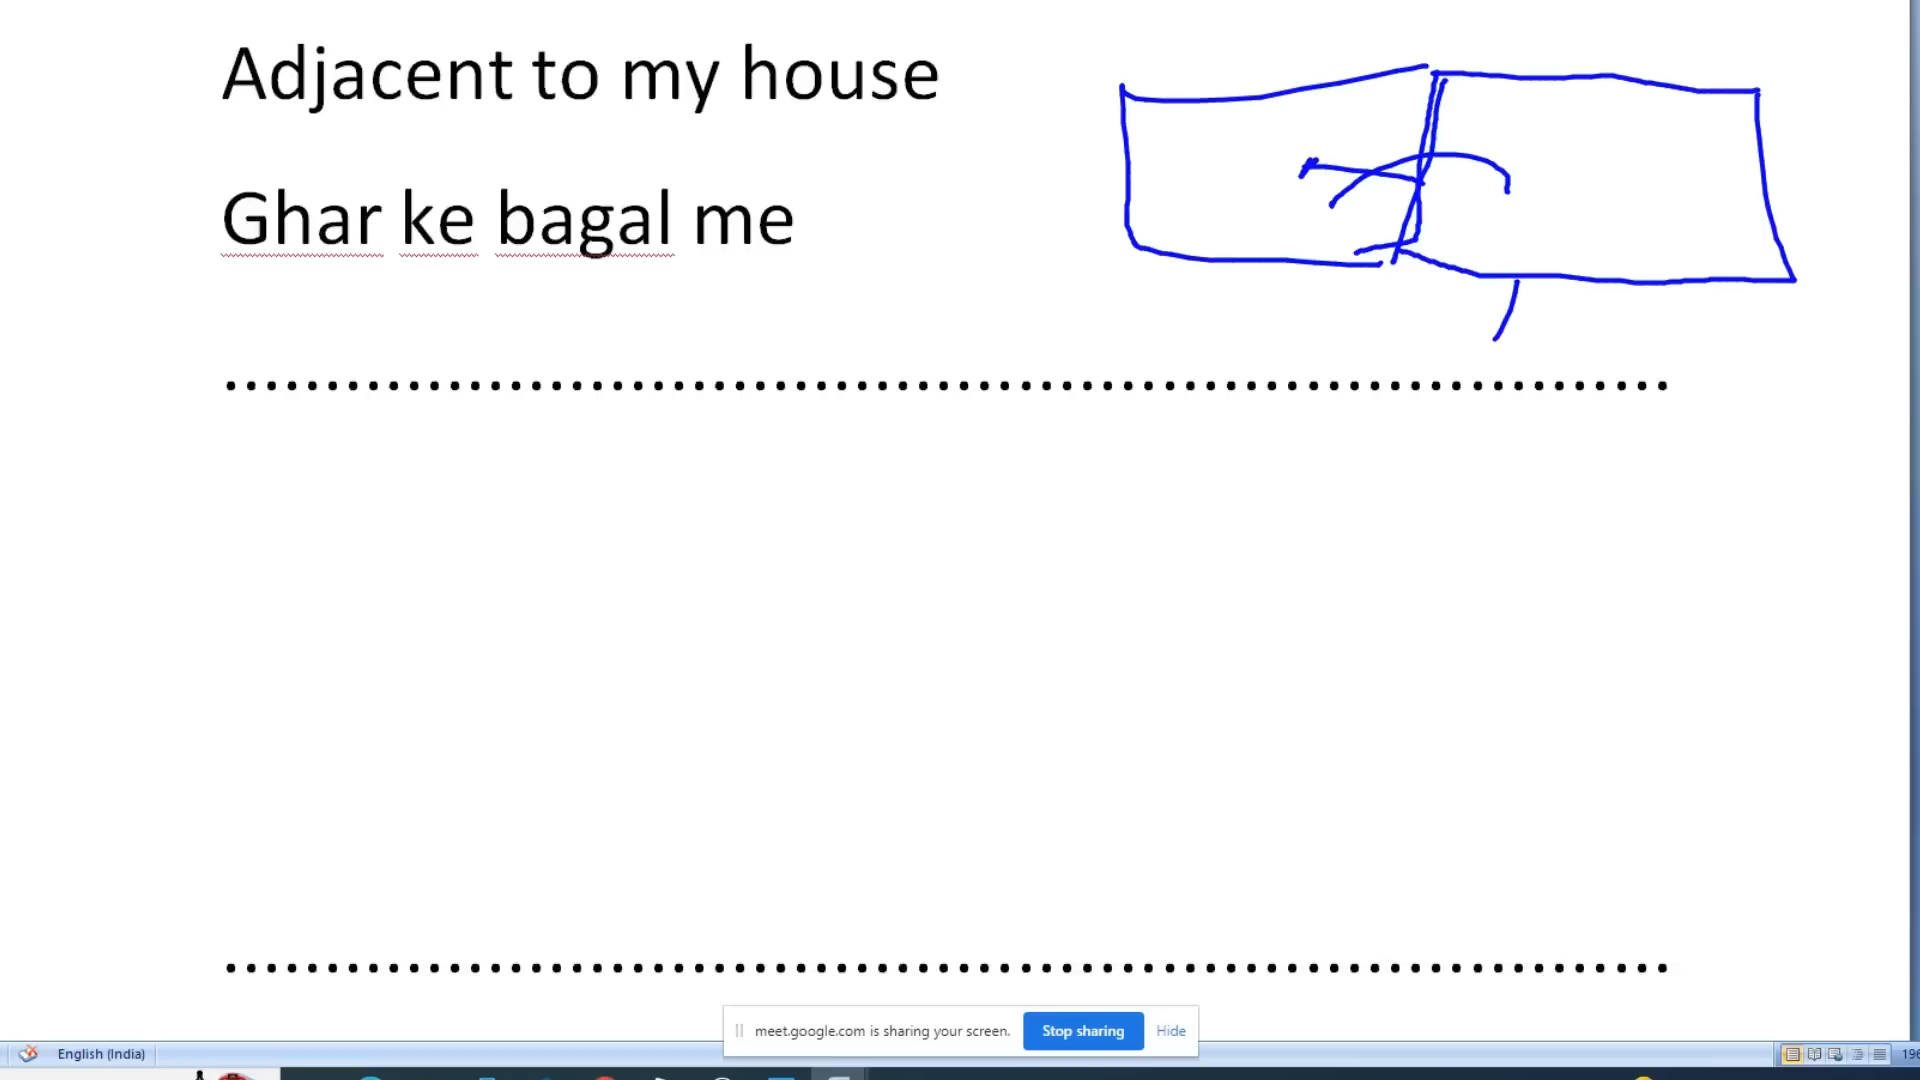 Adjacent to my house
Ghar ke bagal me
.......................................................................
.......................................................................
meet.google.com is sharing your screen. Stop sharing Hide
English (India)